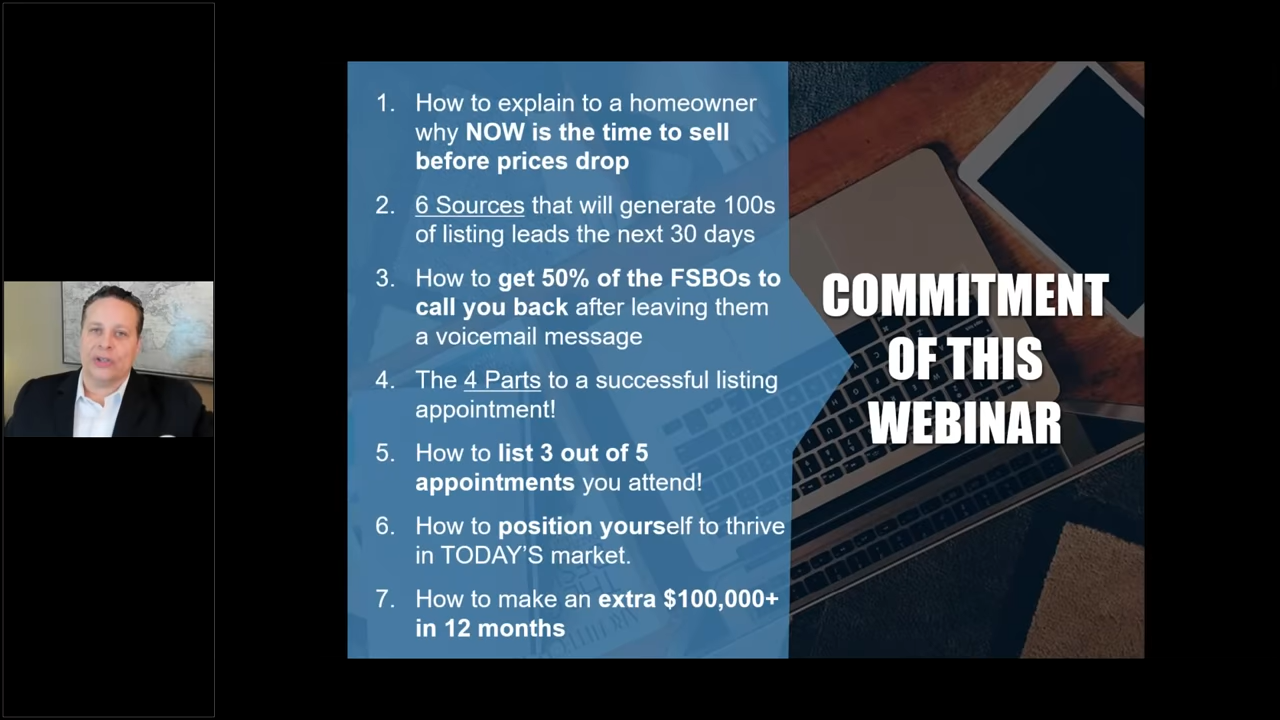 1. How to explain to a homeowner
why NOW is the time to sell
before prices drop
2. 6 Sources that will generate 100s
of listing leads the next 30 days
3. How to get 50% of the FSBOs to
call you back after leaving them
a voicemail message
4. The 4 Parts to a successful listing
appointment!
5. How to list 3 out of 5
appointments you attend!
6. How to position yourself to thrive
in TODAY'S market.
7. How to make an extra $100,000+
in 12 months
COMMITMENT
OF THIS
WEBINAR